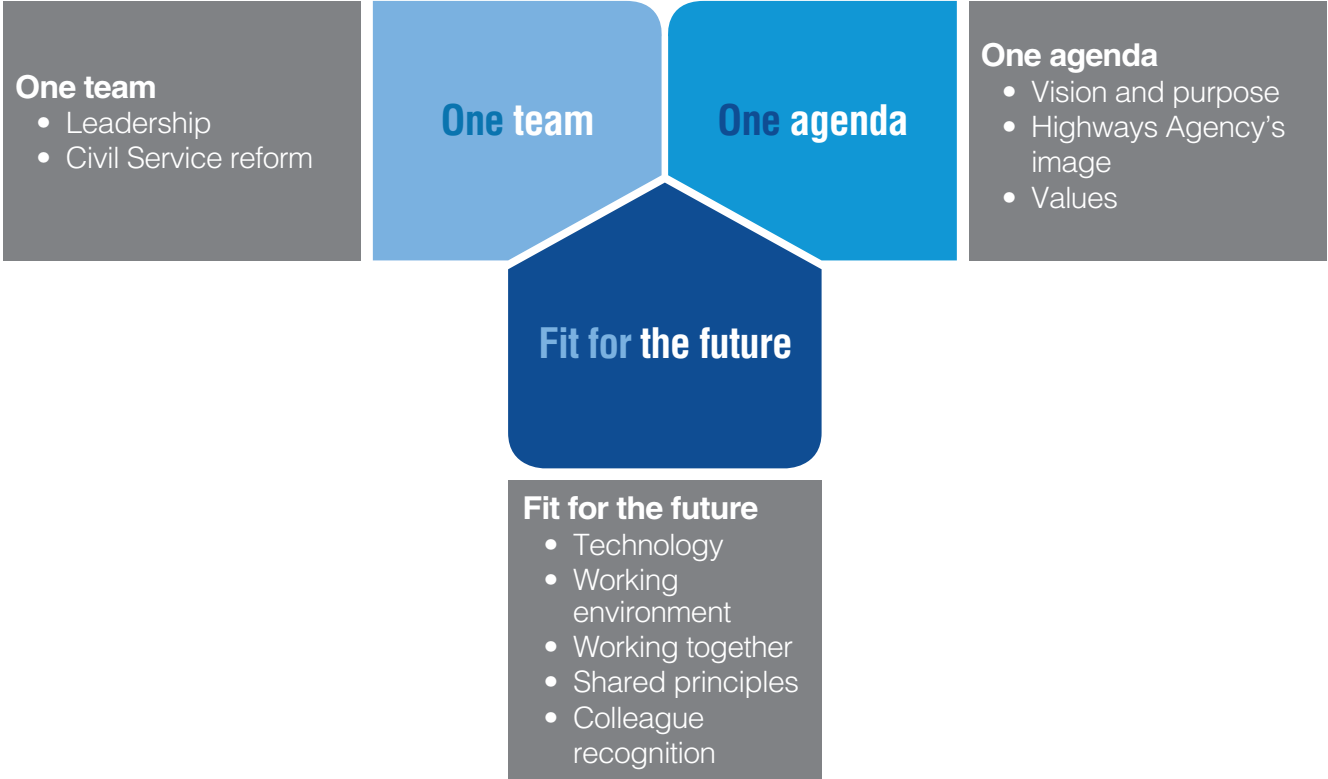 One team
• Leadership
• Civil Service reform
One team
One agenda
One agenda
• Vision and purpose
• Highways Agency’s
image
• Values
Fit for the future
Fit for the future
• Technology
• Working
environment
• Working together
• Shared principles
• Colleague
recognition